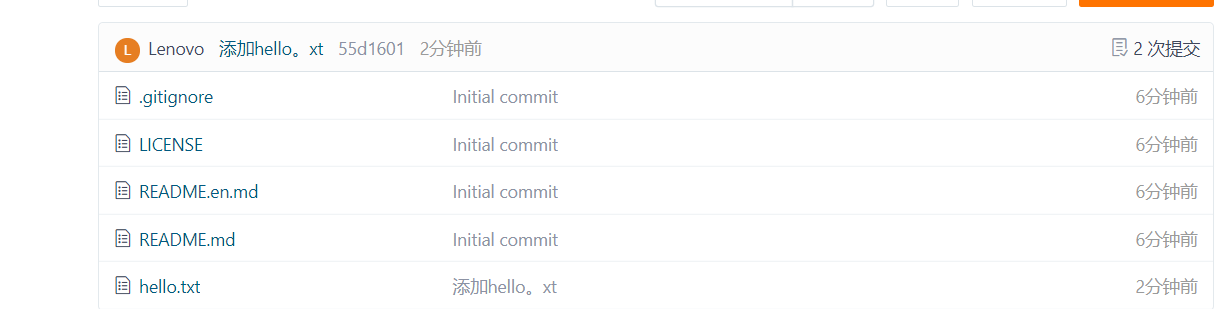 L Lenovo 添加hello。xt 55d1601 2分钟前 2 次提交
.gitignore Initial commit 6分钟前
LICENSE Initial commit 6分钟前
README.en.md Initial commit 6分钟前
README.md Initial commit 6分钟前
hello.txt 添加hello。xt 2分钟前